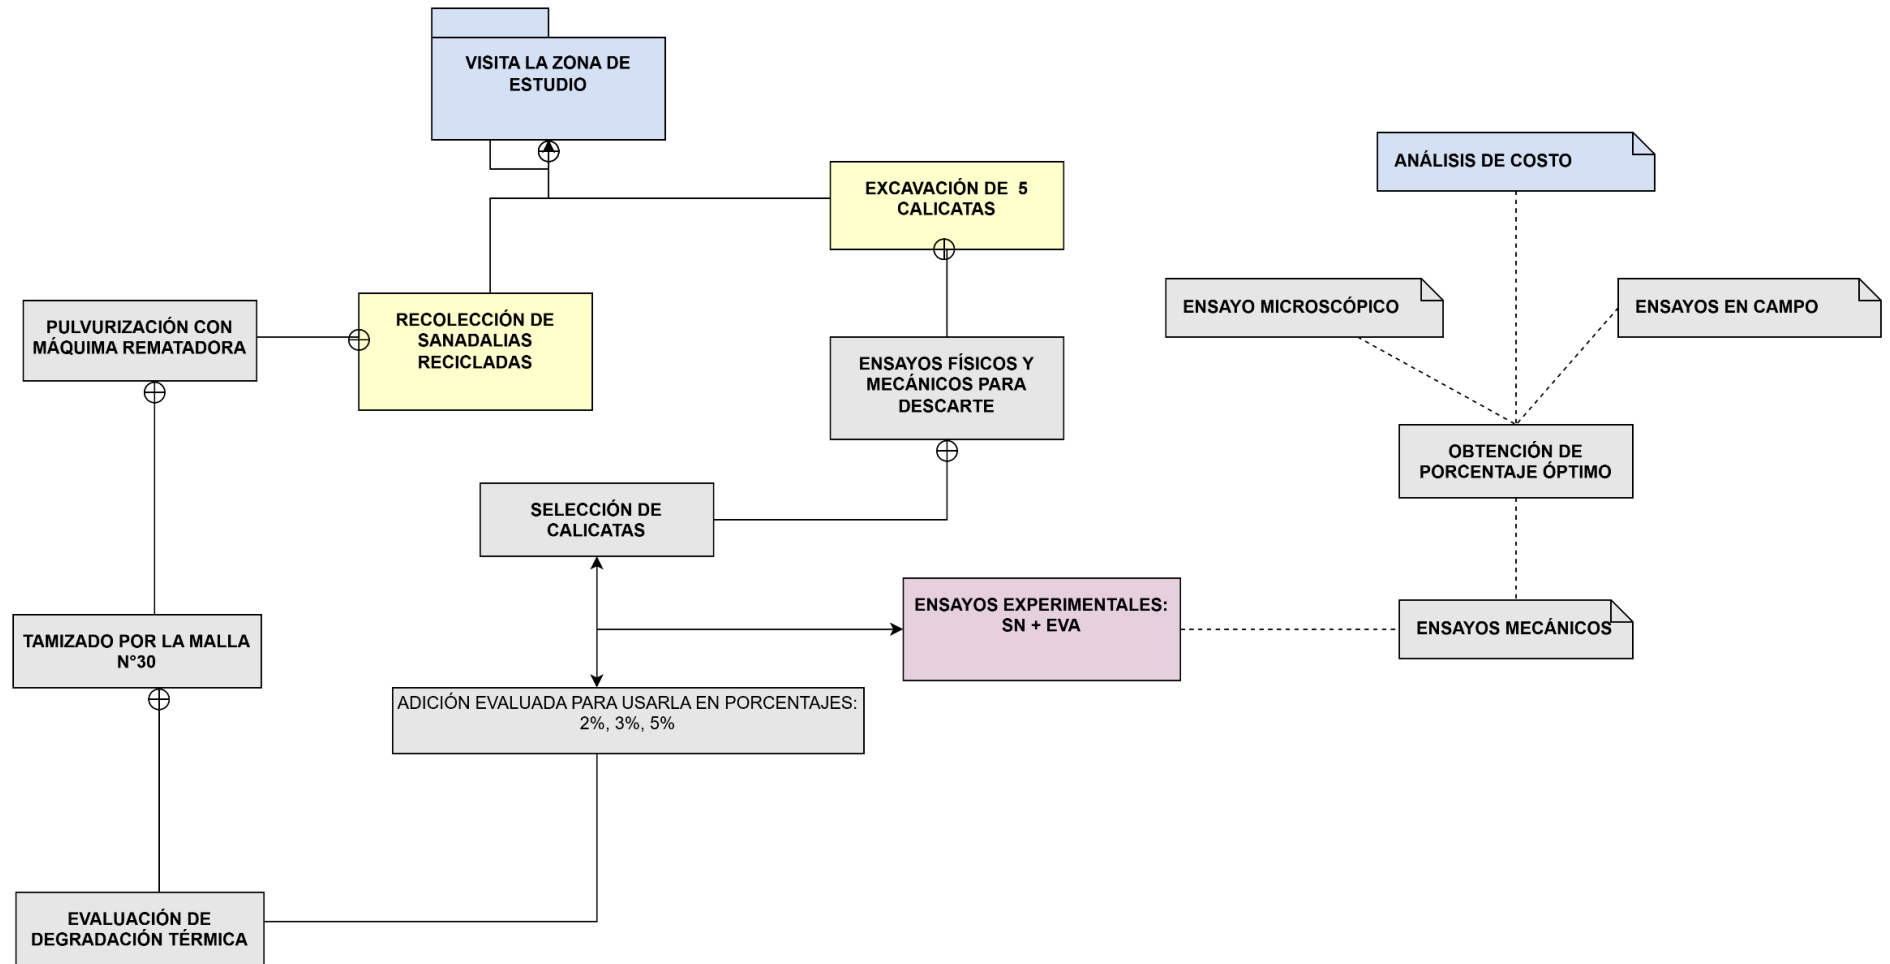 VISITA LA ZONA DE
ESTUDIO
EXCAVACIÓN DE  5
CALICATAS
ANÁLISIS DE COSTO
PULVURIZACIÓN CON
MÁQUIMA REMATADORA
RECOLECCIÓN DE
SANADALIAS
RECICLADAS
ENSAYOS FÍSICOS Y
MECÁNICOS PARA
DESCARTE
ENSAYO MICROSCÓPICO
ENSAYOS EN CAMPO
OBTENCIÓN DE
PORCENTAJE ÓPTIMO
SELECCIÓN DE
CALICATAS
TAMIZADO POR LA MALLA
N°30
ENSAYOS EXPERIMENTALES:
SN + EVA
ENSAYOS MECÁNICOS
ADICIÓN EVALUADA PARA USARLA EN PORCENTAJES:
2%, 3%, 5%
EVALUACIÓN DE
DEGRADACIÓN TÉRMICA